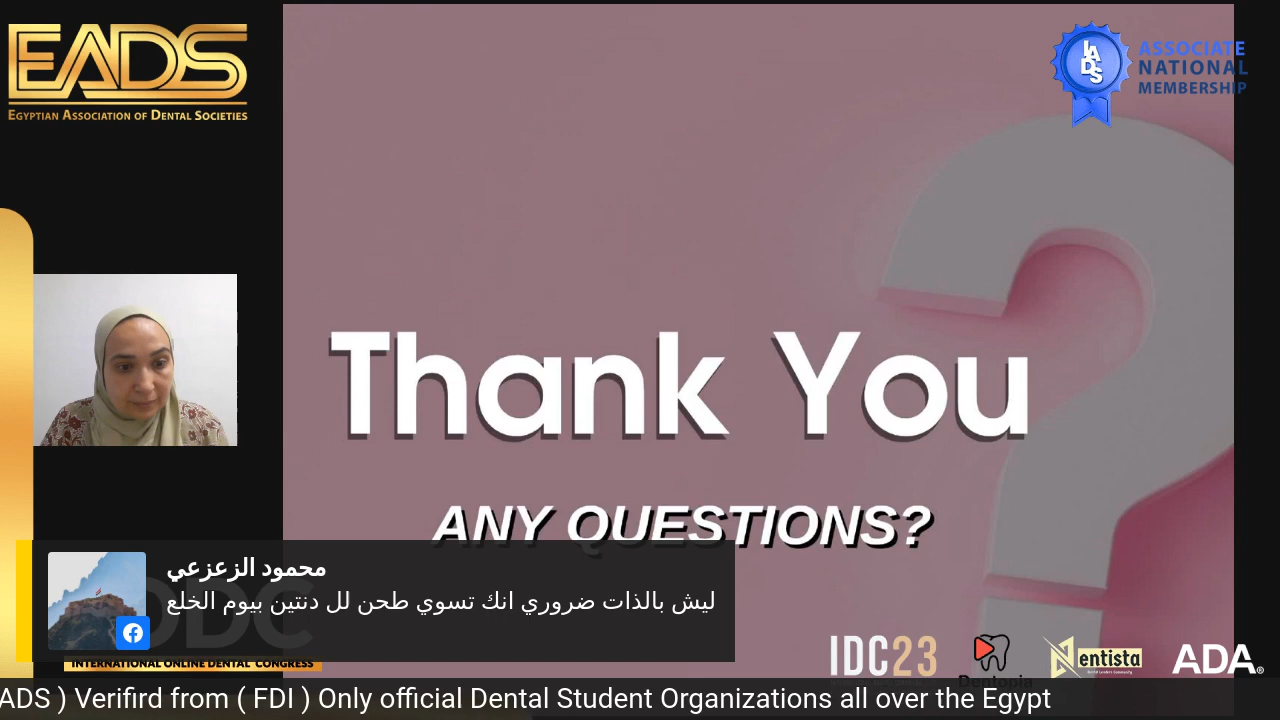 EADS
EGYPTIAN ASSOCIATION OF DENTAL SOCIETIES
IADS
ASSOCIATE
NATIONAL
MEMBERSHIP
Thank You
ANY QUESTIONS?
محمود الزعزعي
ليش بالذات ضروري انك تسوي طحن لل دنتين بيوم الخلع
INTERNATIONAL ONLINE DENTAL CONGRESS
IDC23
Dentopia
Dentista
ADA®
ADS ) Verifird from ( FDI ) Only official Dental Student Organizations all over the Egypt